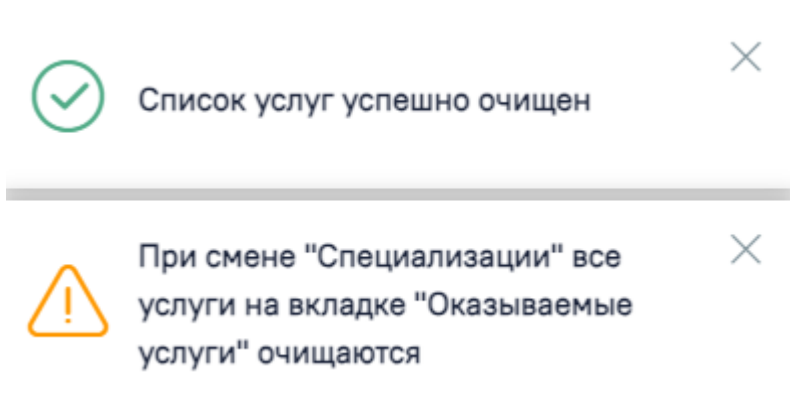 Список услуг успешно очищен
При смене "Специализации" все
услуги на вкладке "Оказываемые
услуги" очищаются